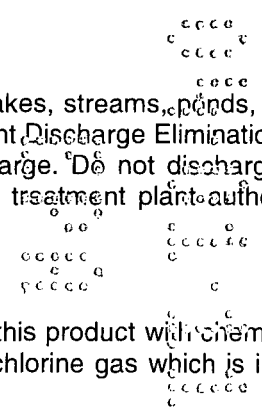 akes, streams, ponds,
nt Discharge Eliminatio
arge. Do not discharg
treatment plant autho
this product with chem
chlorine gas which is i